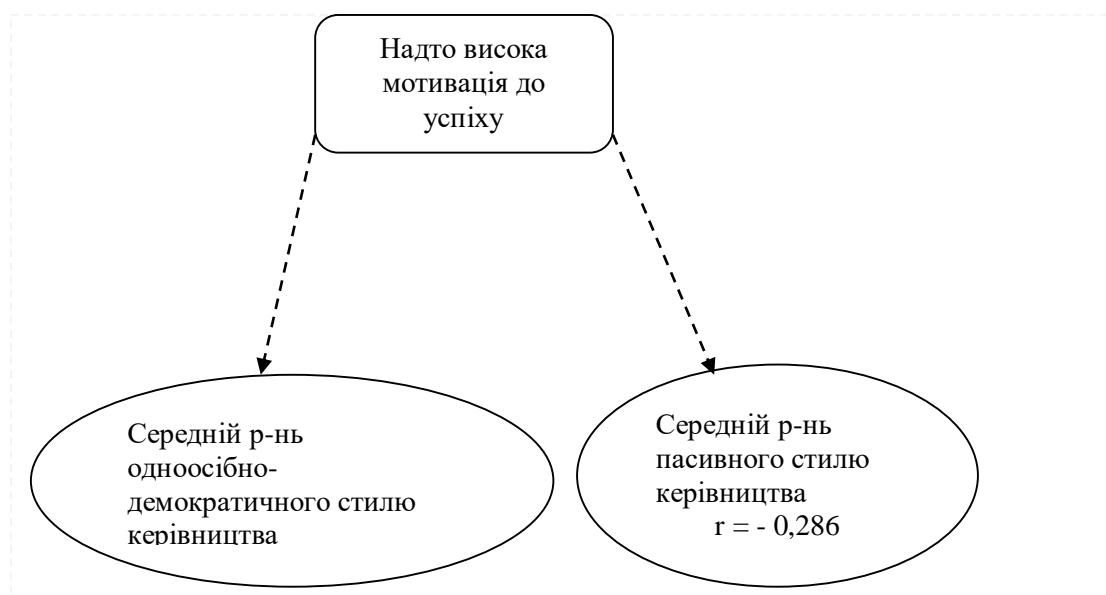 Надто висока
мотивація до
успіху
Середній р-нь
одноосібно-
демократичного стилю
керівництва
Середній р-нь
пасивного стилю
керівництва
r = - 0,286